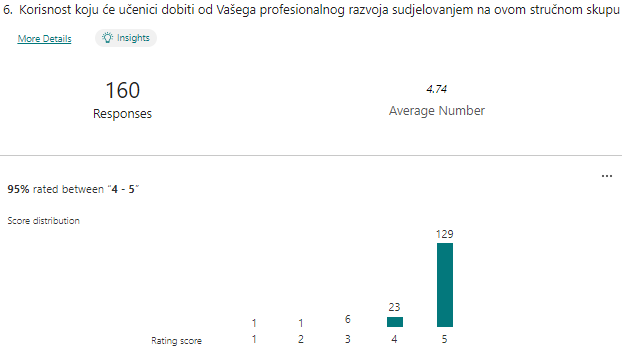 6. Korisnost koju će učenici dobiti od Vašega profesionalnog razvoja sudjelovanjem na ovom stručnom skupu
More Details
Insights
160
Responses
4.74
Average Number
...
95% rated between "4 - 5"
Score distribution
129
23
6
1 1
Rating score 1 2 3 4 5